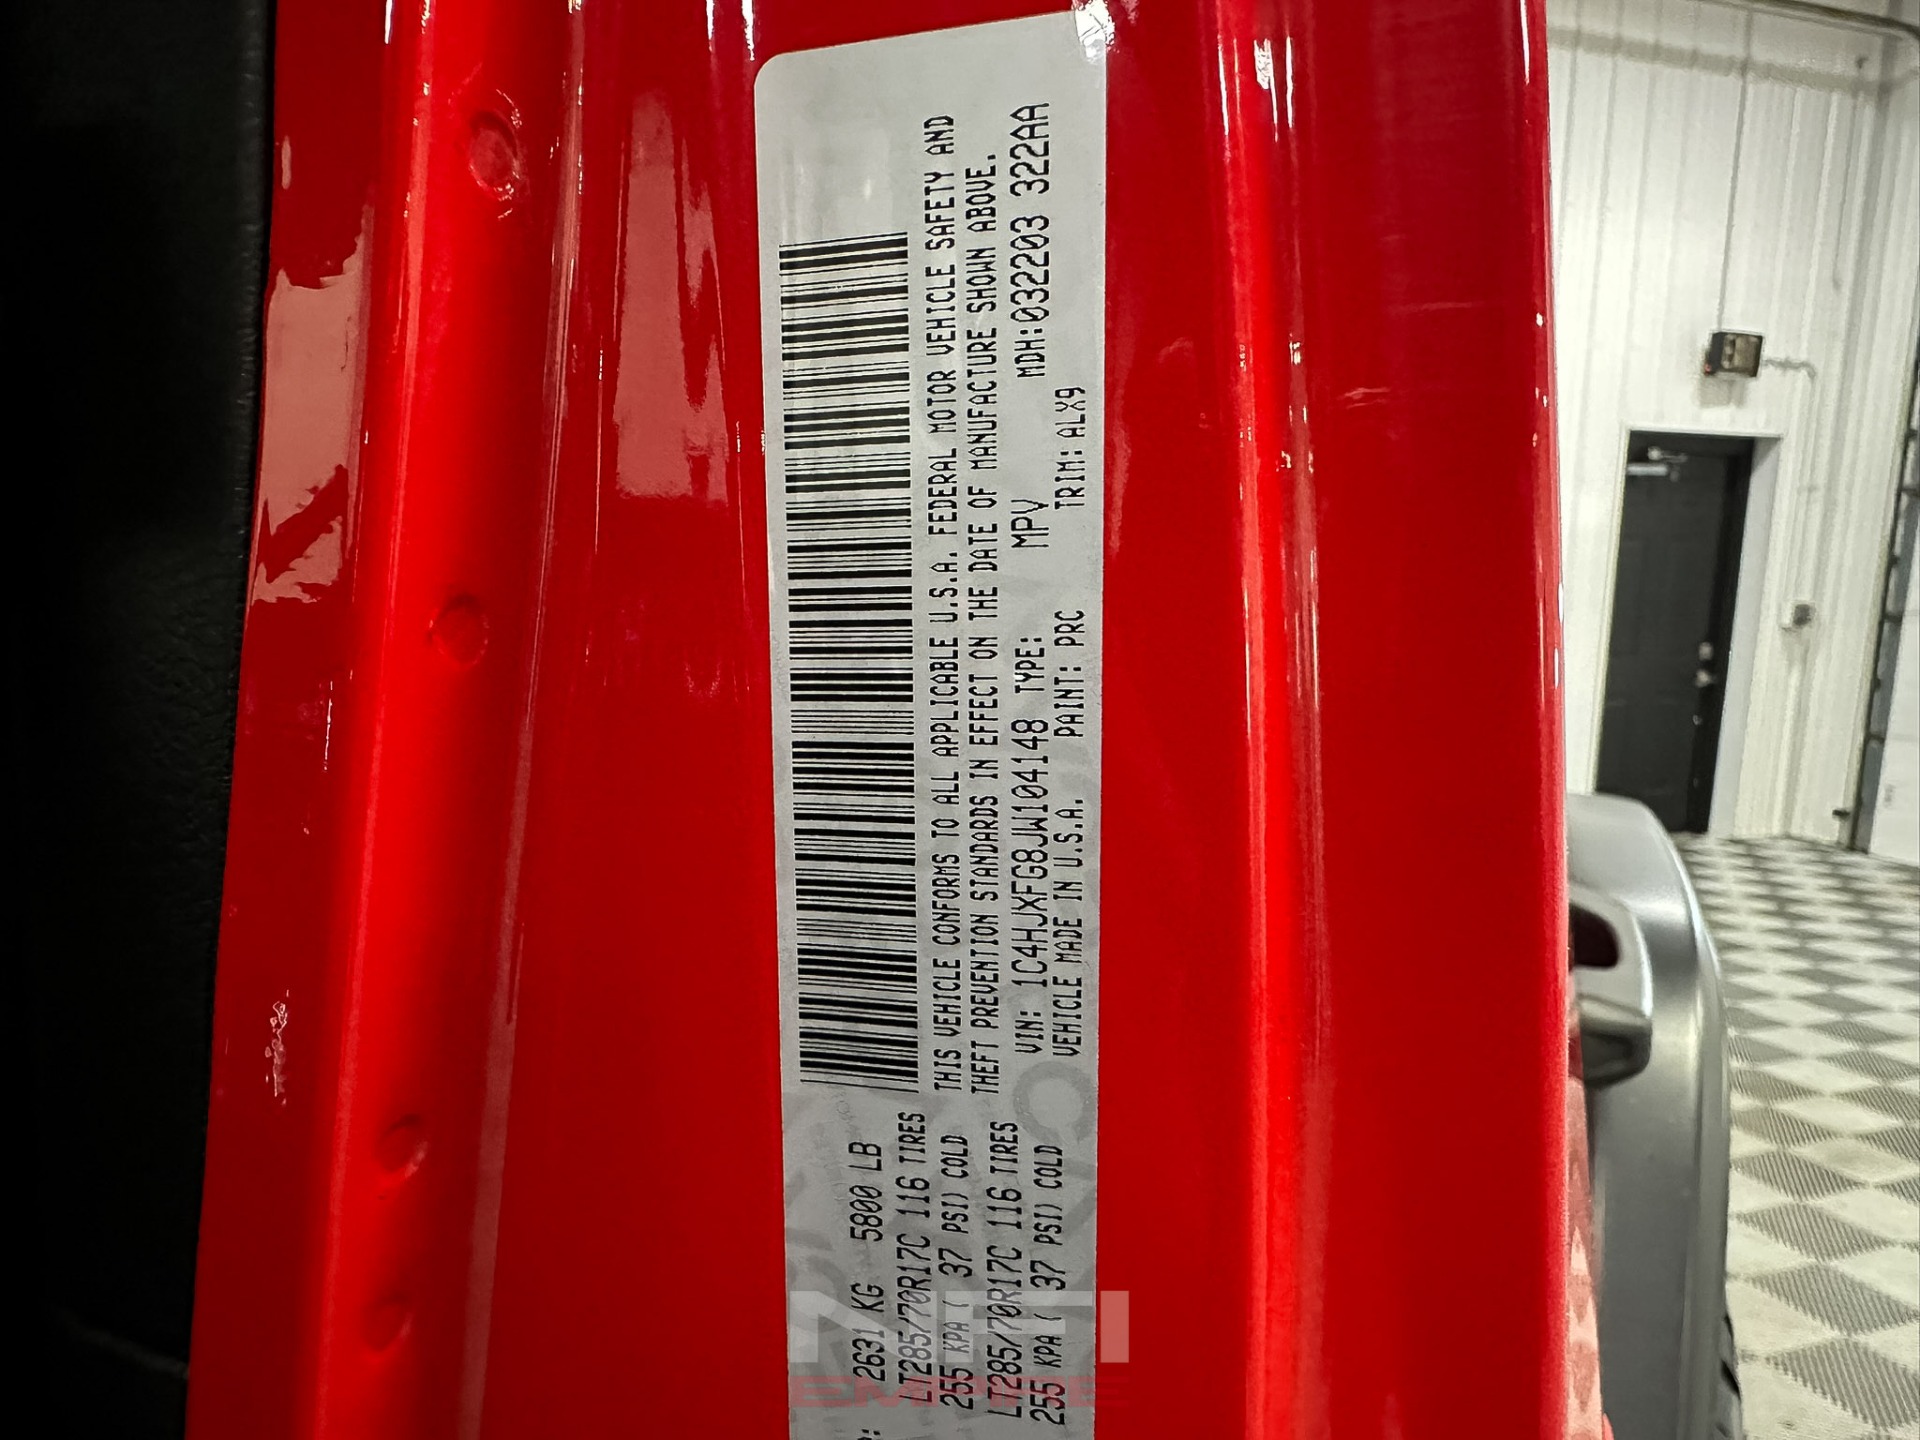 2631 KG 5800 LB
LT285/70R17C 116 TIRES
255 KPA ( 37 PSI) COLD
LT285/70R17C 116 TIRES
255 KPA ( 37 PSI) COLD
THIS VEHICLE CONFORMS TO ALL APPLICABLE U.S.A. FEDERAL MOTOR VEHICLE SAFETY AND
THEFT PREVENTION STANDARDS IN EFFECT ON THE DATE OF MANUFACTURE SHOWN ABOVE.
VIN: 1C4HJXFG8JW104148 TYPE: MPV MDH:032203 322AA
VEHICLE MADE IN U.S.A. PAINT: PRC TRIM:ALX9
NFI
EMPIRE